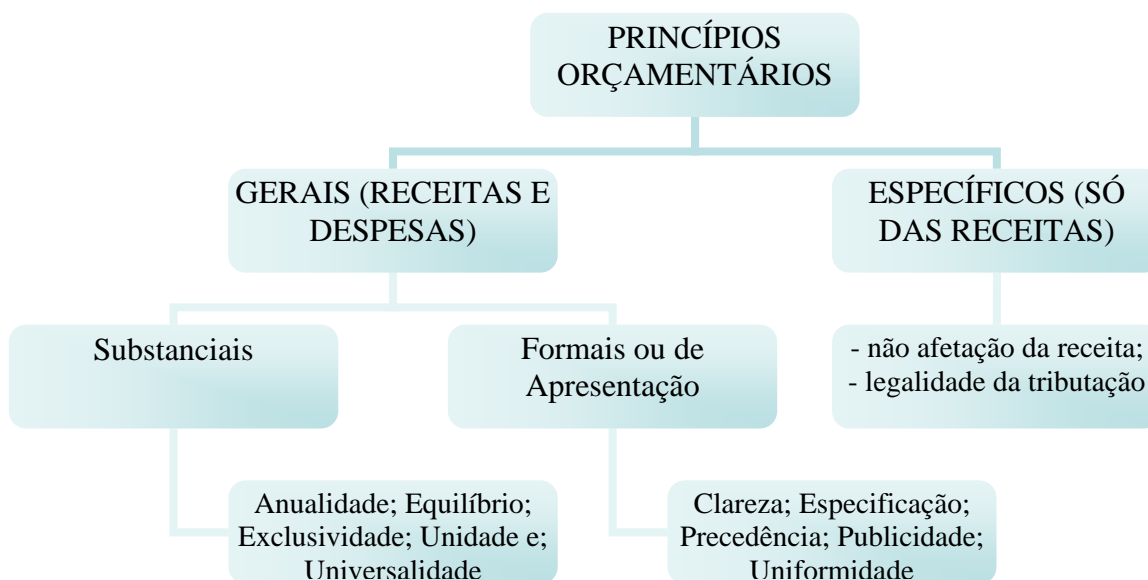 PRINCÍPIOS
ORÇAMENTÁRIOS
GERAIS (RECEITAS E
DESPESAS)
ESPECÍFICOS (SÓ
DAS RECEITAS)
Substanciais
Formais ou de
Apresentação
- não afetação da receita;
- legalidade da tributação
Anualidade; Equilíbrio;
Exclusividade; Unidade e;
Universalidade
Clareza; Especificação;
Precedência; Publicidade;
Uniformidade